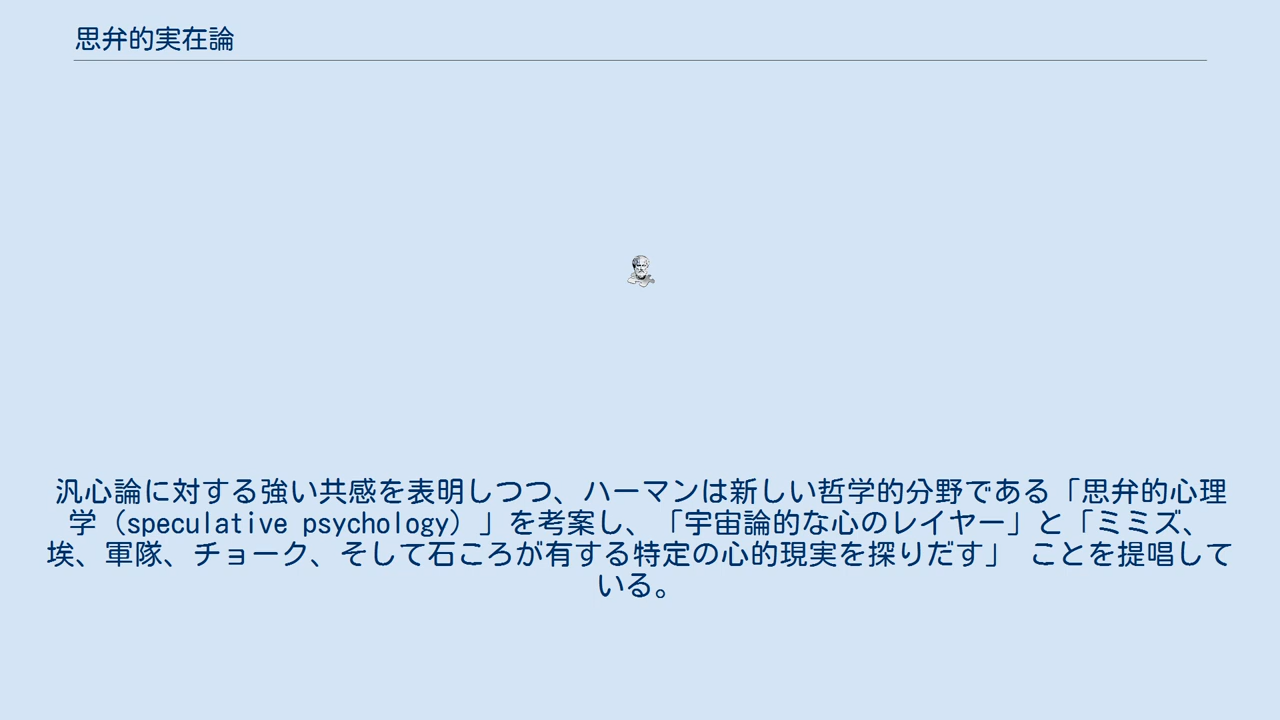 思弁的実在論
汎心論に対する強い共感を表明しつつ、ハーマンは新しい哲学的分野である「思弁的心理
学（speculative psychology）」を考案し、「宇宙論的な心のレイヤー」と「ミミズ、
埃、軍隊、チョーク、そして石ころが有する特定の心的現実を探りだす」 ことを提唱して
いる。